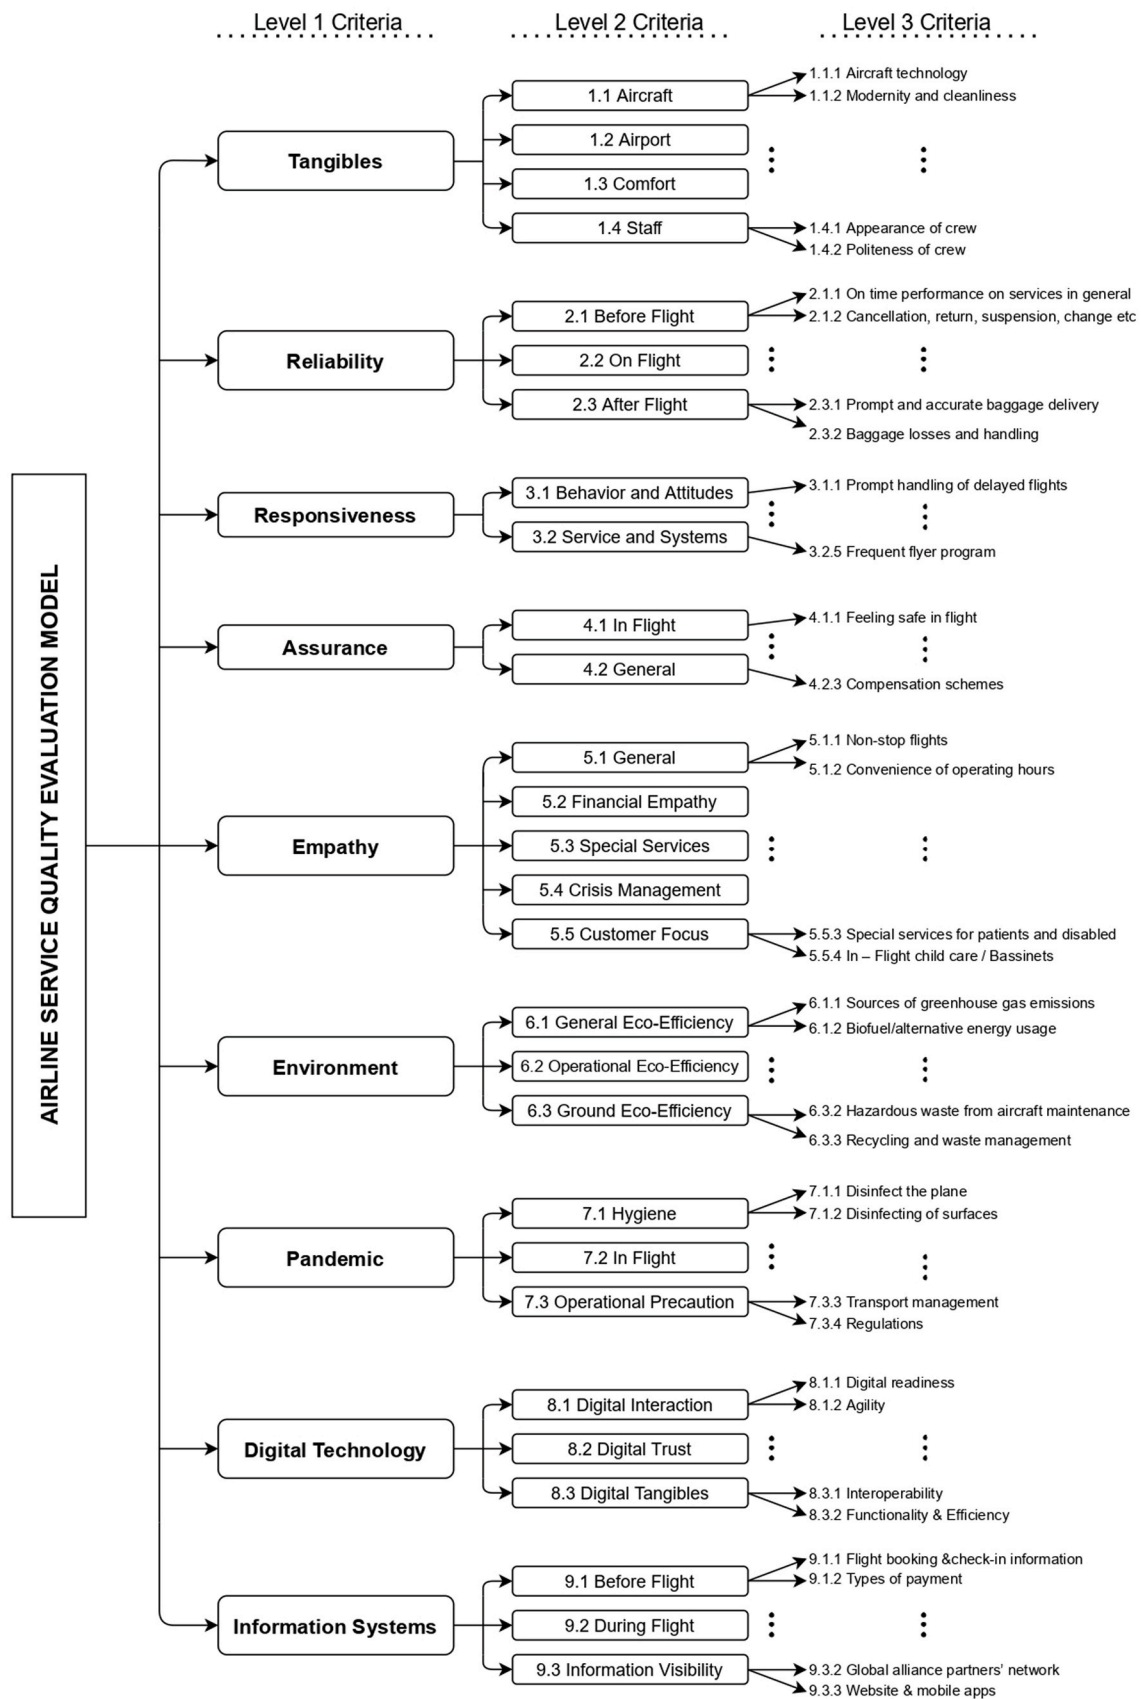 Level 1 Criteria
Level 2 Criteria
Level 3 Criteria
AIRLINE SERVICE QUALITY EVALUATION MODEL
Tangibles
1.1 Aircraft
1.1.1 Aircraft technology
1.1.2 Modernity and cleanliness
1.2 Airport
1.3 Comfort
1.4 Staff
1.4.1 Appearance of crew
1.4.2 Politeness of crew
Reliability
2.1 Before Flight
2.1.1 On time performance on services in general
2.1.2 Cancellation, return, suspension, change etc
2.2 On Flight
2.3 After Flight
2.3.1 Prompt and accurate baggage delivery
2.3.2 Baggage losses and handling
Responsiveness
3.1 Behavior and Attitudes
3.1.1 Prompt handling of delayed flights
3.2 Service and Systems
3.2.5 Frequent flyer program
Assurance
4.1 In Flight
4.1.1 Feeling safe in flight
4.2 General
4.2.3 Compensation schemes
Empathy
5.1 General
5.1.1 Non-stop flights
5.1.2 Convenience of operating hours
5.2 Financial Empathy
5.3 Special Services
5.4 Crisis Management
5.5 Customer Focus
5.5.3 Special services for patients and disabled
5.5.4 In – Flight child care / Bassinets
Environment
6.1 General Eco-Efficiency
6.1.1 Sources of greenhouse gas emissions
6.1.2 Biofuel/alternative energy usage
6.2 Operational Eco-Efficiency
6.3 Ground Eco-Efficiency
6.3.2 Hazardous waste from aircraft maintenance
6.3.3 Recycling and waste management
Pandemic
7.1 Hygiene
7.1.1 Disinfect the plane
7.1.2 Disinfecting of surfaces
7.2 In Flight
7.3 Operational Precaution
7.3.3 Transport management
7.3.4 Regulations
Digital Technology
8.1 Digital Interaction
8.1.1 Digital readiness
8.1.2 Agility
8.2 Digital Trust
8.3 Digital Tangibles
8.3.1 Interoperability
8.3.2 Functionality & Efficiency
Information Systems
9.1 Before Flight
9.1.1 Flight booking &check-in information
9.1.2 Types of payment
9.2 During Flight
9.3 Information Visibility
9.3.2 Global alliance partners' network
9.3.3 Website & mobile apps